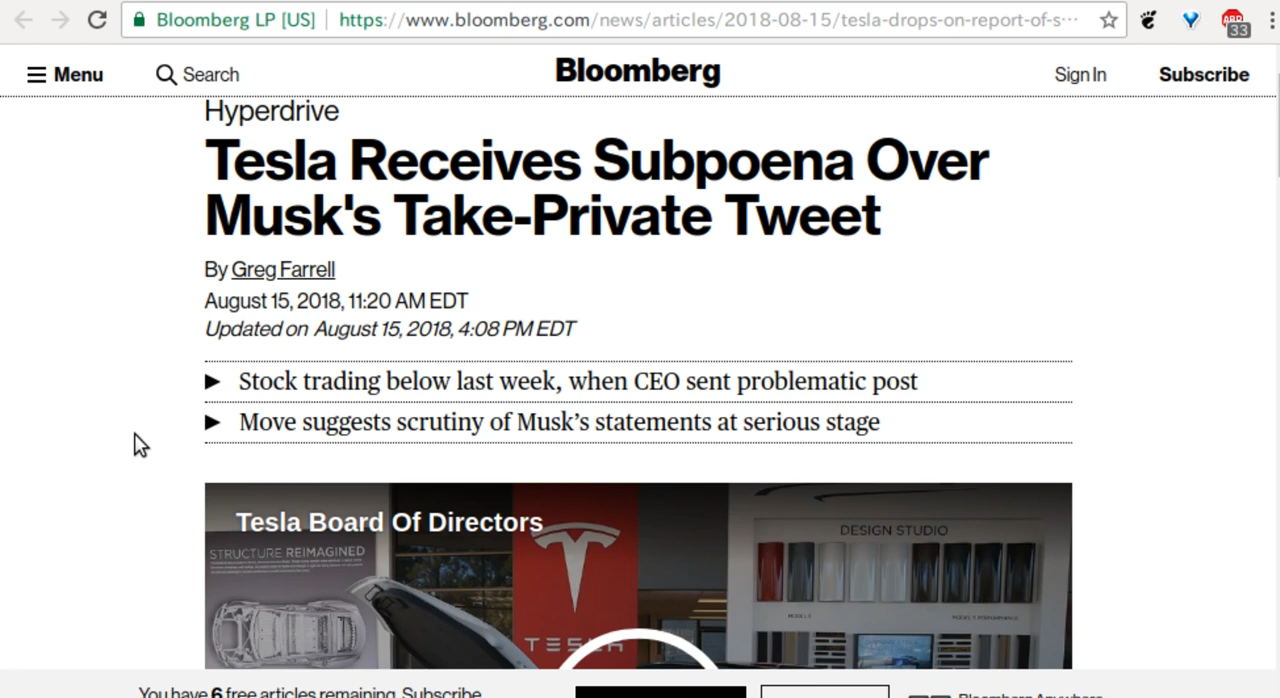 Bloomberg LP [US] https://www.bloomberg.com/news/articles/2018-08-15/tesla-drops-on-report-of-s···
ABP
33
Menu Search Bloomberg Sign In Subscribe
Hyperdrive
Tesla Receives Subpoena Over
Musk's Take-Private Tweet
By Greg Farrell
August 15, 2018, 11:20 AM EDT
Updated on August 15, 2018, 4:08 PM EDT
► Stock trading below last week, when CEO sent problematic post
► Move suggests scrutiny of Musk’s statements at serious stage
Tesla Board Of Directors
STRUCTURE REIMAGINED
DESIGN STUDIO
TESLA
You have 6 free articles remaining. Subscribe
Bloomberg Anywhere